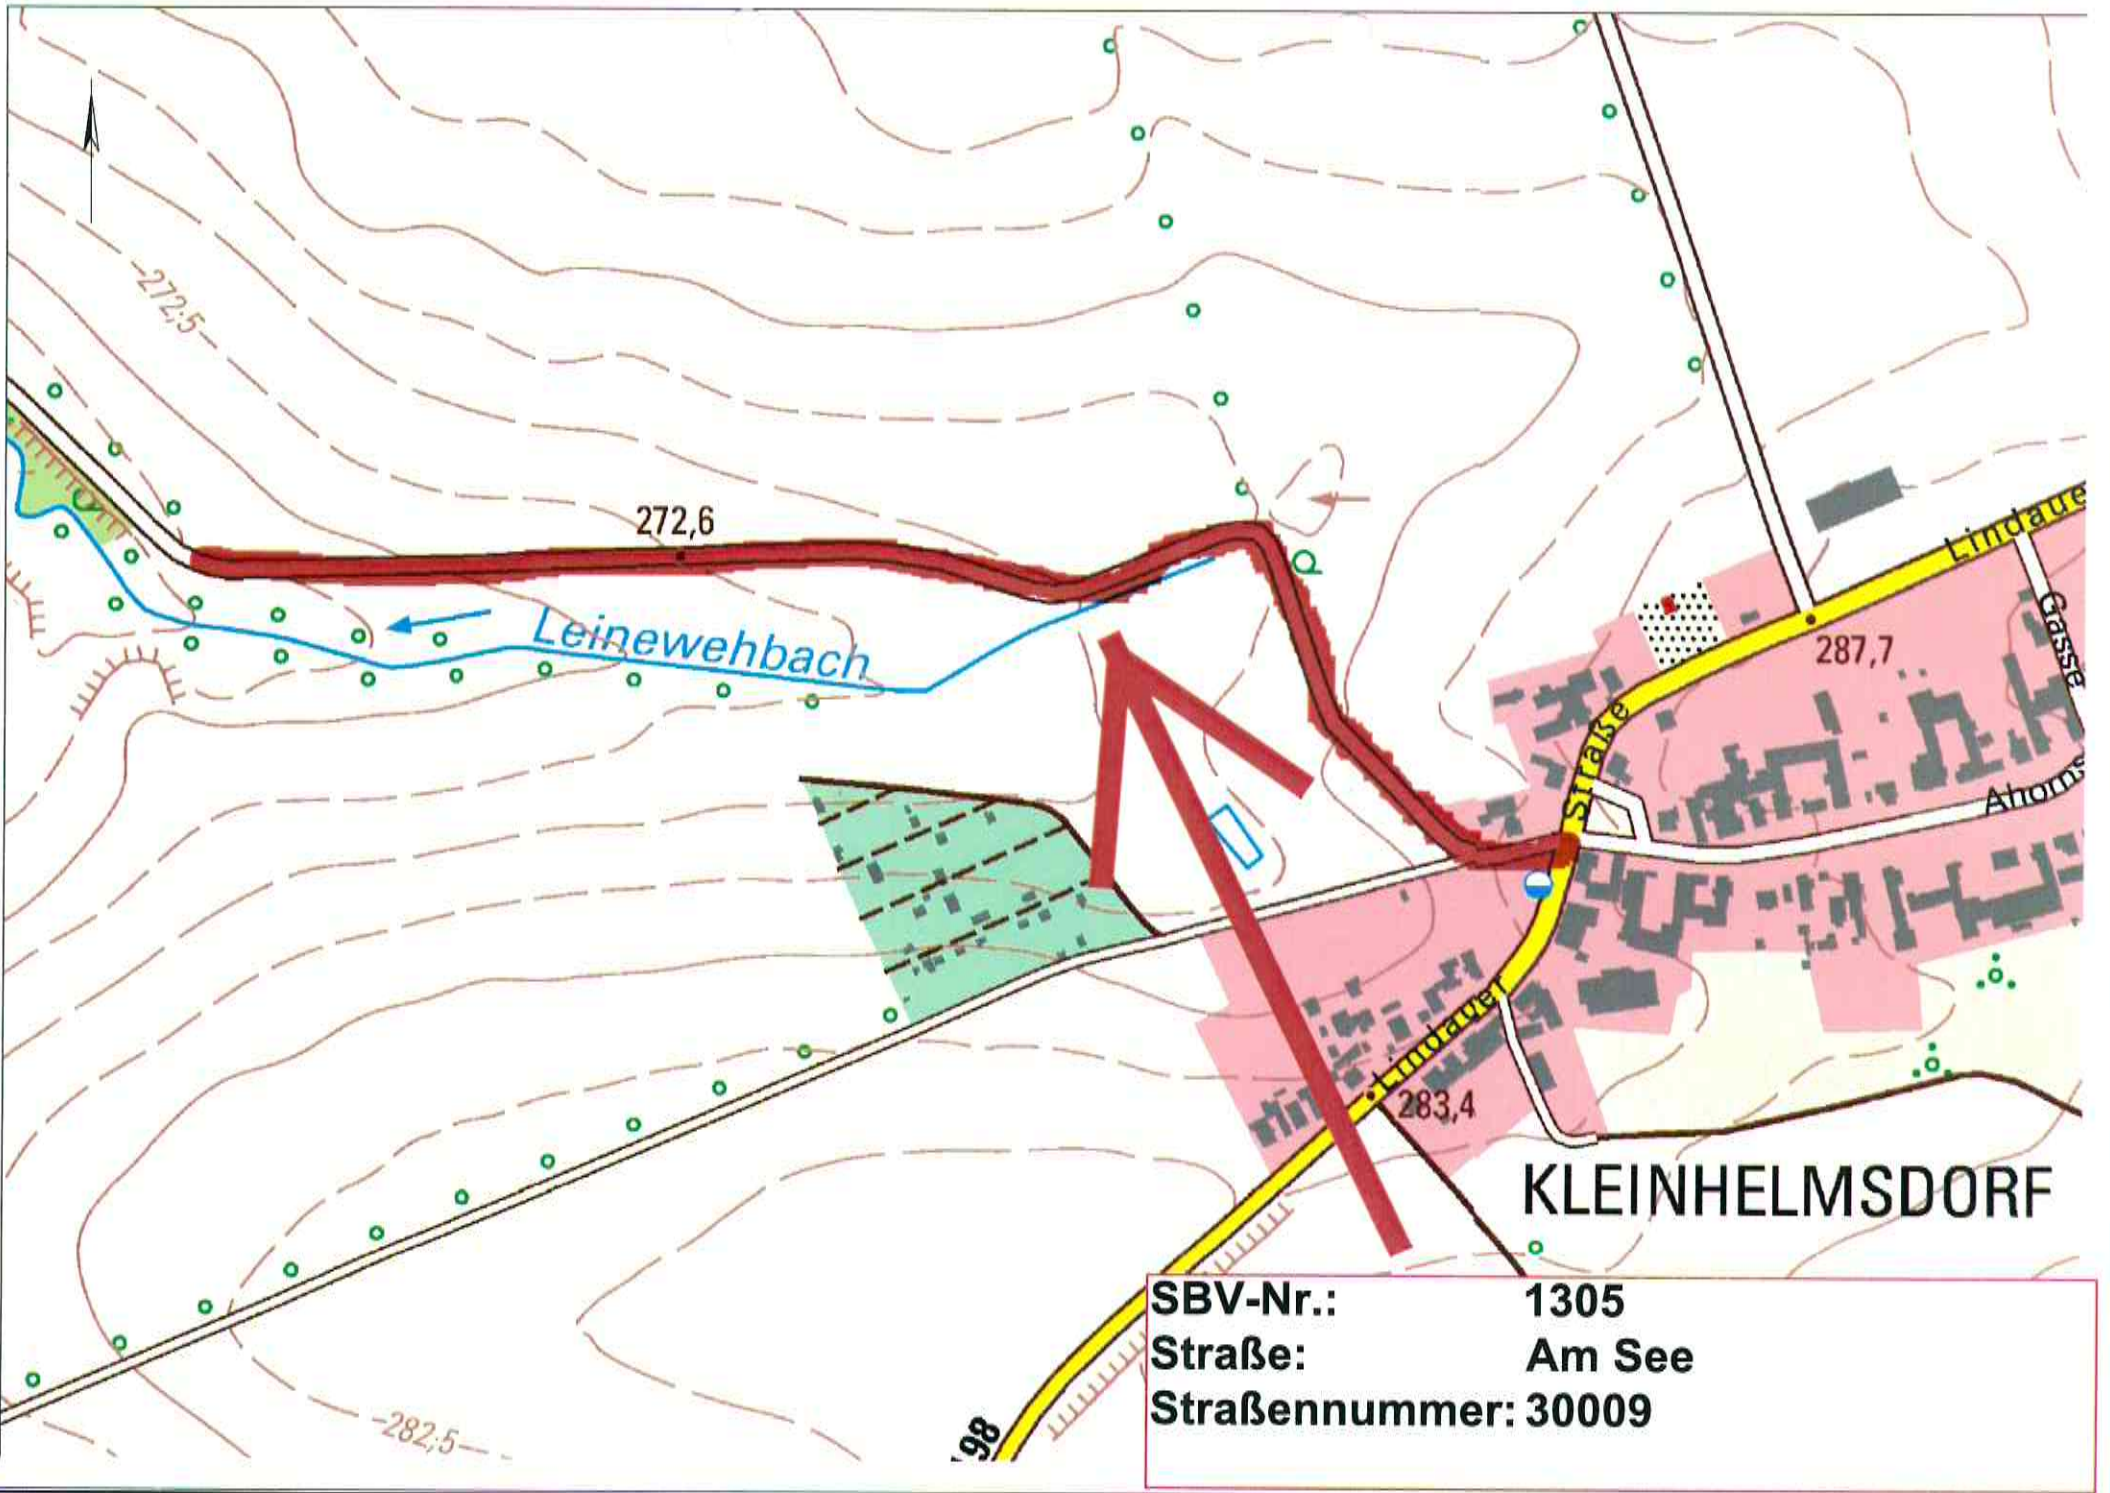 -272,5-
272,6
Leinewehbach
Lindaue
Gasse
287,7
Straße
Ahorns
Lindauer
283,4
KLEINHELMSDORF
98
-282,5-
SBV-Nr.: 1305
Straße: Am See
Straßennummer: 30009